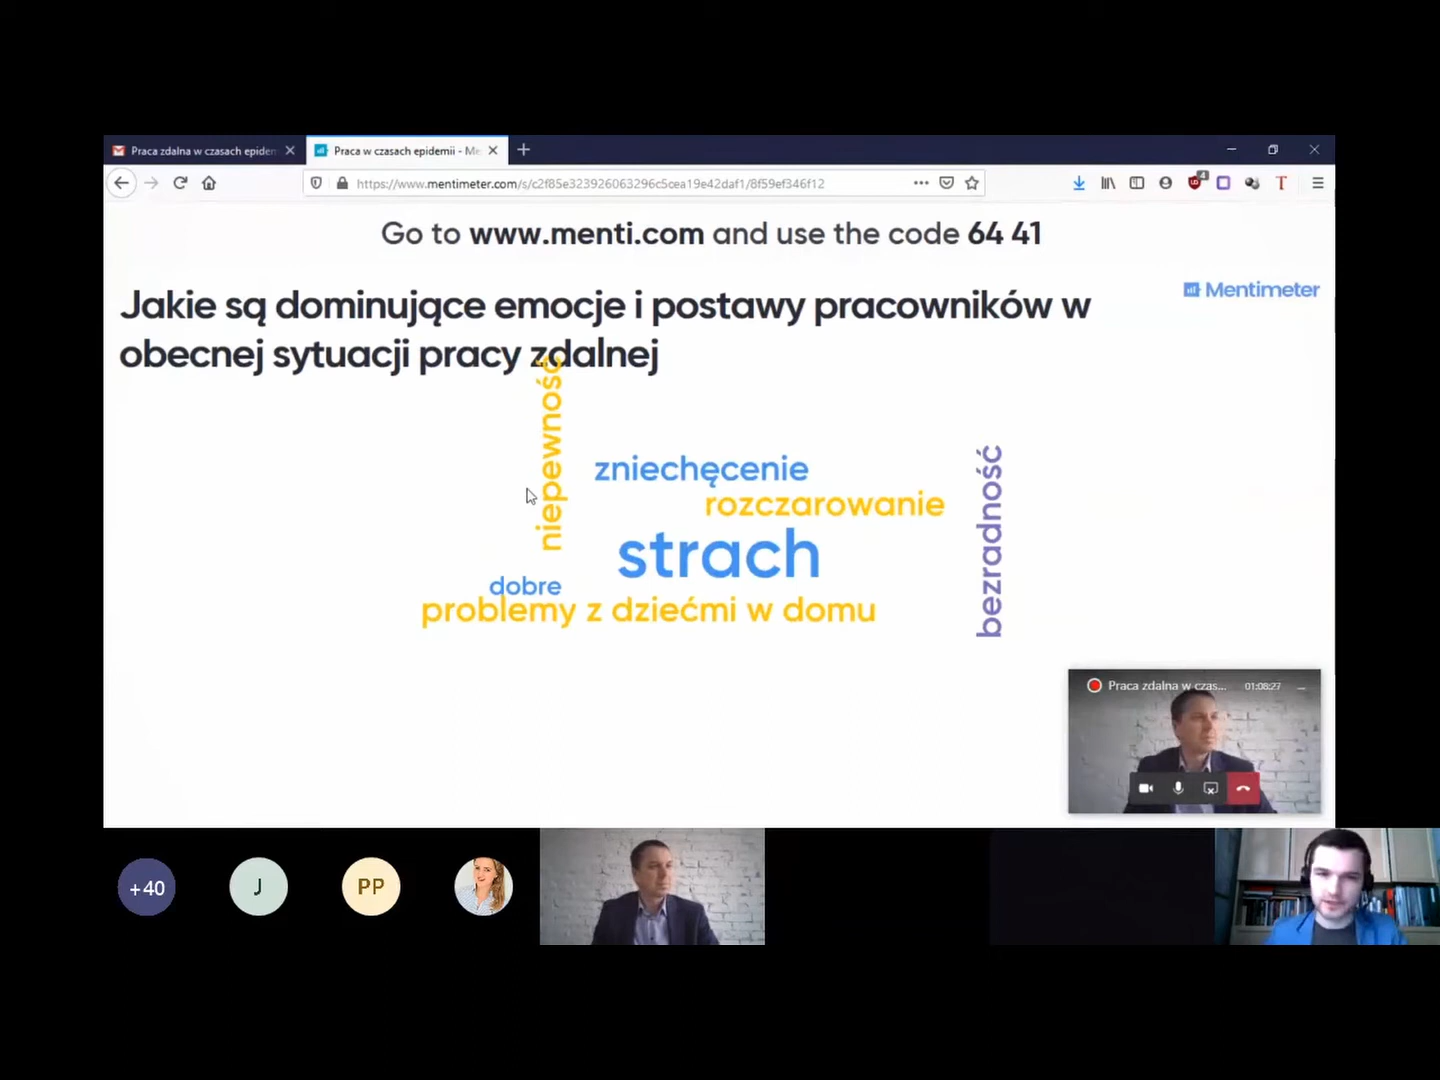 Praca zdalna w czasach epiden
Praca w czasach epidemii - Me
https://www.mentimeter.com/s/c2f85e323926063296c5cea19e42daf1/8f59ef346f12
4
T
Go to www.menti.com and use the code 64 41
Mentimeter
Jakie są dominujące emocje i postawy pracowników w
obecnej sytuacji pracy zdalnej
niepewność
zniechęcenie
rozczarowanie
strach
bezradność
dobre
problemy z dziećmi w domu
Praca zdalna w czas... 01:08:27
+40
J
PP